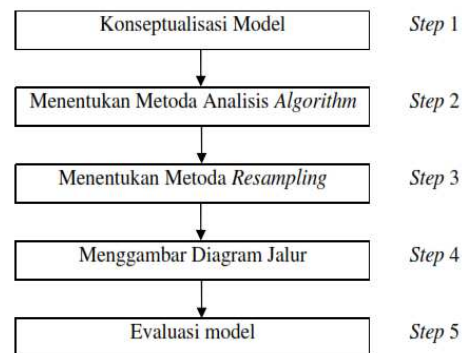 Konseptualisasi Model Step 1
Menentukan Metoda Analisis Algorithm Step 2
Menentukan Metoda Resampling Step 3
Menggambar Diagram Jalur Step 4
Evaluasi model Step 5